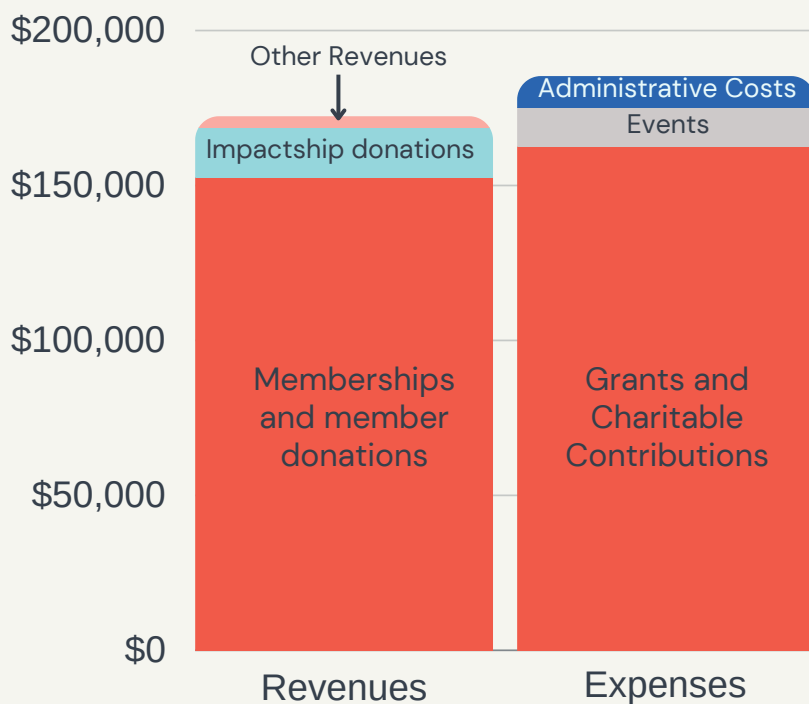 $200,000
Other Revenues
Administrative Costs
Events
Impactship donations
$150,000
$100,000
Memberships
and member
donations
Grants and
Charitable
Contributions
$50,000
$0
Revenues
Expenses